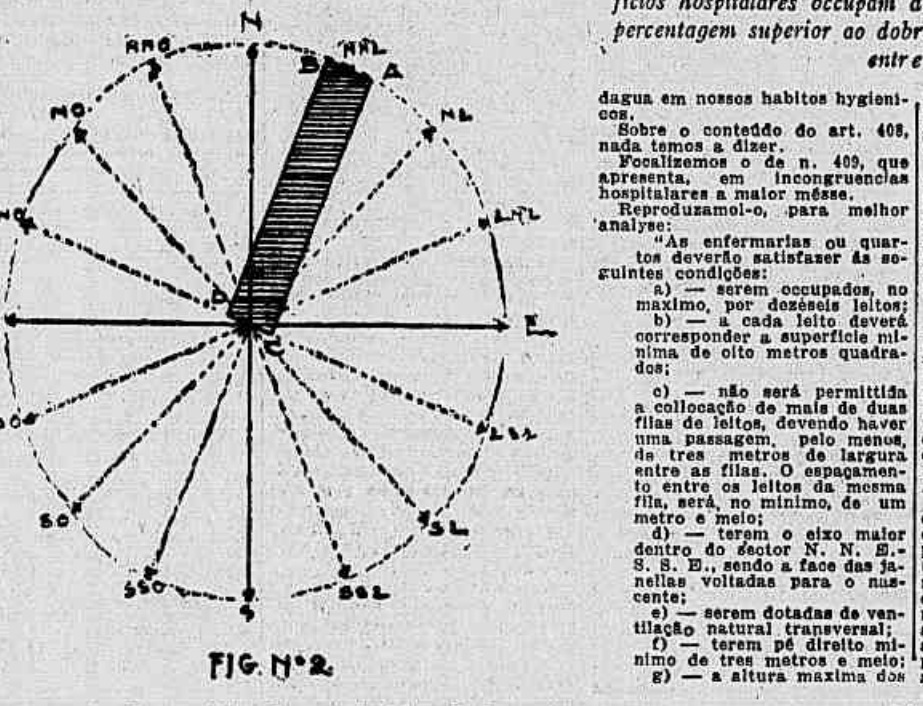 N
NNO
B
NNL
A
NO
NL
LNL
D
C
E
LSL
SO
SL
SSO
S
SSL
FIG. Nº 2
ficios hospitalares occupam
percentagem superior ao dobr
entre
dagua em nossos habitos hygieni-
cos.
Sobre o conteúdo do art. 408,
nada temos a dizer.
Focalizemos o de n. 409, que
apresenta, em incongruencias
hospitalares a maior mésse.
Reproduzamol-o, para melhor
analyse:
"As enfermarias ou quar-
tos deverão satisfazer ás se-
guintes condições:
a) — serem occupados, no
maximo, por dezéseis leitos;
b) — a cada leito deverá
corresponder a superficie mi-
nima de oito metros quadra-
dos;
c) — não será permittida
a collocação de mais de duas
filas de leitos, devendo haver
uma passagem, pelo menos,
de tres metros de largura
entre as filas. O espaçamen-
to entre os leitos da mesma
fila, será, no minimo, de um
metro e meio;
d) — terem o eixo maior
dentro do sector N. N. E.-
S. S. E., sendo a face das ja-
nellas voltadas para o nas-
cente;
e) — serem dotadas de ven-
tilação natural transversal;
f) — terem pé direito mi-
nimo de tres metros e meio;
g) — a altura maxima dos